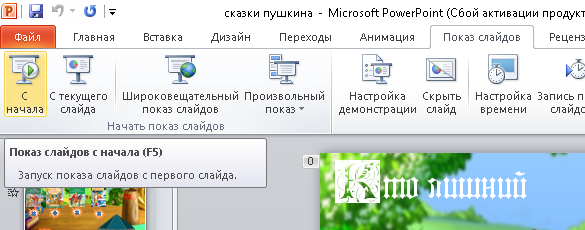 сказки пушкина - Microsoft PowerPoint (Сбой активации продукт
Файл Главная Вставка Дизайн Переходы Анимация Показ слайдов Реценз
С начала
С текущего слайда
Широковещательный показ слайдов
Произвольный показ
Настройка демонстрации
Скрыть слайд
Настройка времени
Запись п слайдо
Начать показ слайдов
Показ слайдов с начала (F5)
Запуск показа слайдов с первого слайда.
0
Кто лишний